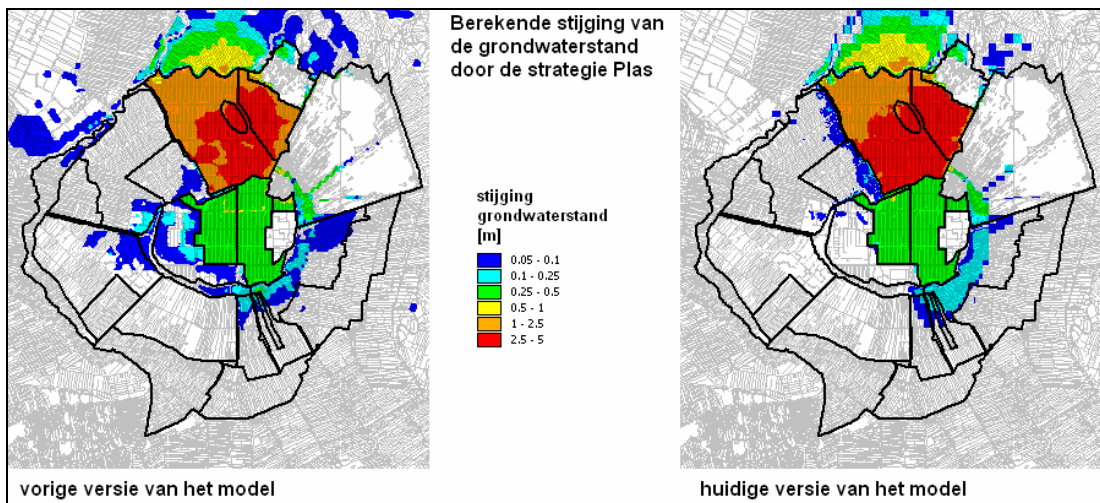 Berekende stijging van
de grondwaterstand
door de strategie Plas
stijging
grondwaterstand
[m]
0.05 - 0.1
0.1 - 0.25
0.25 - 0.5
0.5 - 1
1 - 2.5
2.5 - 5
vorige versie van het model
huidige versie van het model